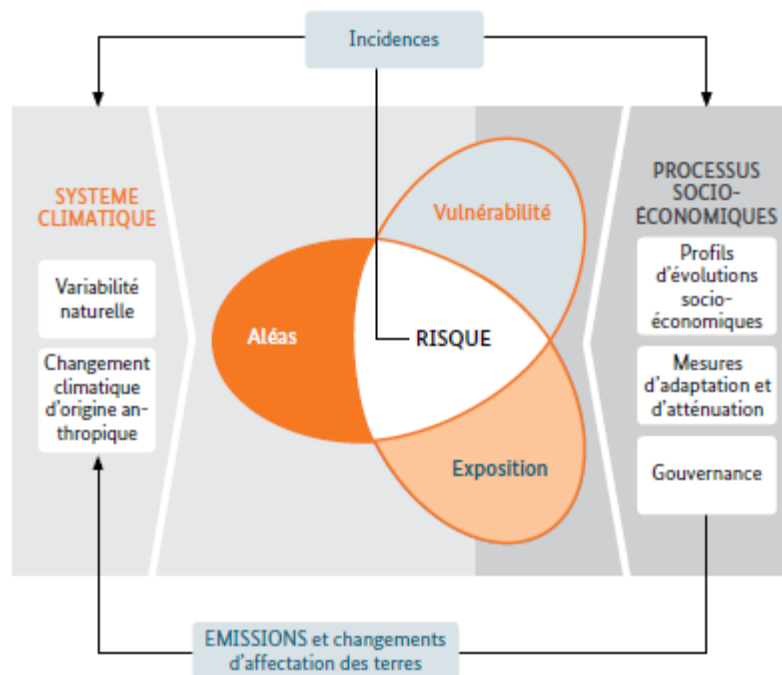 Incidences
SYSTEME
CLIMATIQUE
Variabilité
naturelle
Changement
climatique
d'origine an-
thropique
Aléas
Vulnérabilité
RISQUE
Exposition
PROCESSUS
SOCIO-
ÉCONOMIQUES
Profils
d'évolutions
socio-
économiques
Mesures
d'adaptation et
d'atténuation
Gouvernance
EMISSIONS et changements
d'affectation des terres